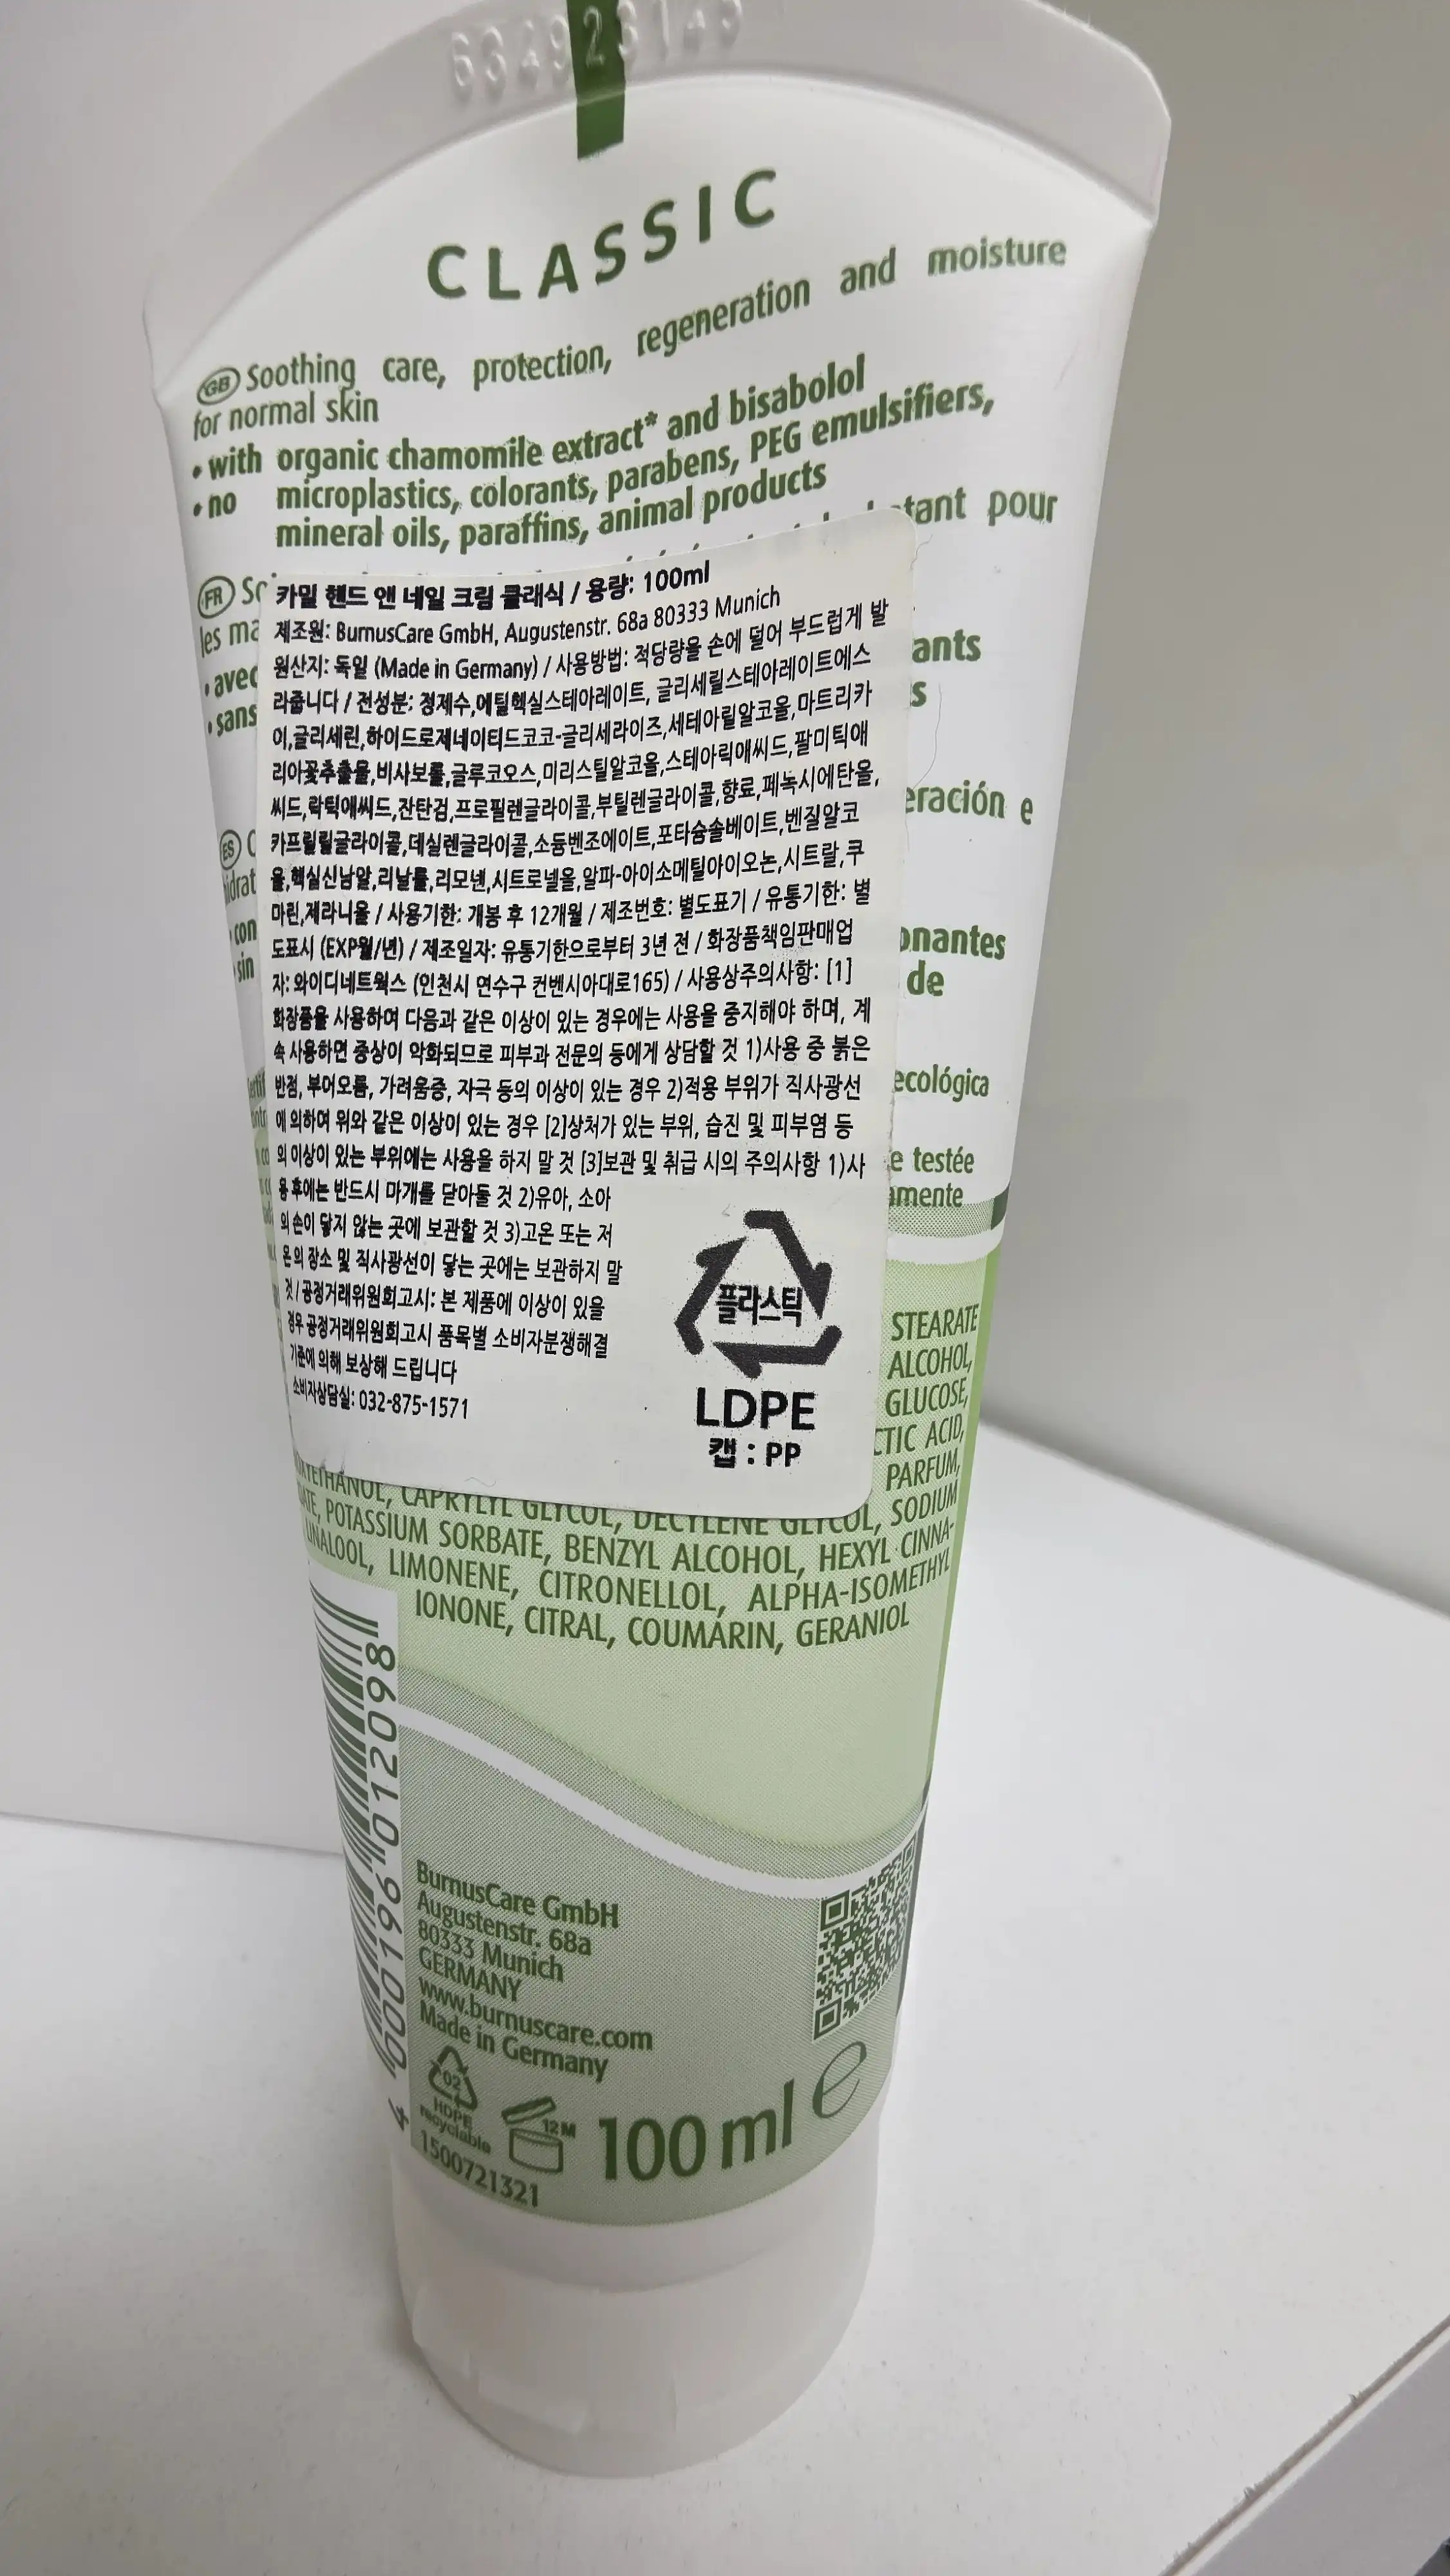 634923149
CLASSIC
GB Soothing care, protection, regeneration and moisture
for normal skin
• with organic chamomile extract* and bisabolol
• no microplastics, colorants, parabens, PEG emulsifiers,
mineral oils, paraffins, animal products
FR
tant pour
les
• avec
ants
• sans
ES
eración e
con
onantes
sin
de
ecológica
e testée
카밀 핸드 앤 네일 크림 클래식 / 용량: 100ml
제조원: BurnusCare GmbH, Augustenstr. 68a 80333 Munich
원산지: 독일 (Made in Germany) / 사용방법: 적당량을 손에 덜어 부드럽게 발
라줍니다 / 전성분: 정제수,에틸헥실스테아레이트, 글리세릴스테아레이트에스
이,글리세린,하이드로제네이티드코코-글리세라이즈,세테아릴알코올,마트리카
리아꽃추출물,비사보롤,글루코오스,미리스틸알코올,스테아릭애씨드,팔미틱애
씨드,락틱애씨드,잔탄검,프로필렌글라이콜,부틸렌글라이콜,향료,페녹시에탄올,
카프릴릴글라이콜,데실렌글라이콜,소듐벤조에이트,포타슘솔베이트,벤질알코
올,헥실신남알,리날룰,리모넨,시트로넬올,알파-아이소메틸아이오논,시트랄,쿠
마린,제라니올 / 사용기한: 개봉 후 12개월 / 제조번호: 별도표기 / 유통기한: 별
도표시 (EXP월/년) / 제조일자: 유통기한으로부터 3년 전 / 화장품책임판매업
자: 와이디네트웍스 (인천시 연수구 컨벤시아대로165) / 사용상주의사항: [1]
화장품을 사용하여 다음과 같은 이상이 있는 경우에는 사용을 중지해야 하며, 계
속 사용하면 증상이 악화되므로 피부과 전문의 등에게 상담할 것 1)사용 중 붉은
반점, 부어오름, 가려움증, 자극 등의 이상이 있는 경우 2)적용 부위가 직사광선
에 의하여 위와 같은 이상이 있는 경우 [2]상처가 있는 부위, 습진 및 피부염 등
의 이상이 있는 부위에는 사용을 하지 말 것 [3]보관 및 취급 시의 주의사항 1)사
용 후에는 반드시 마개를 닫아둘 것 2)유아, 소아
의 손이 닿지 않는 곳에 보관할 것 3)고온 또는 저
온의 장소 및 직사광선이 닿는 곳에는 보관하지 말
것 / 공정거래위원회고시: 본 제품에 이상이 있을
경우 공정거래위원회고시 품목별 소비자분쟁해결
기준에 의해 보상해 드립니다
소비자상담실: 032-875-1571
플라스틱
LDPE
캡 : PP
STEARATE
ALCOHOL,
GLUCOSE,
CTIC ACID,
PARFUM,
CAPRYLYL GLYCOL, DECYLENE GLYCOL, SODIUM
POTASSIUM SORBATE, BENZYL ALCOHOL, HEXYL CINNA-
LINALOOL, LIMONENE, CITRONELLOL, ALPHA-ISOMETHYL
IONONE, CITRAL, COUMARIN, GERANIOL
4 000196 012098
BurnusCare GmbH
Augustenstr. 68a
80333 Munich
GERMANY
www.burnuscare.com
Made in Germany
02
HDPE
recyclable
12M
100 ml e
1500721321